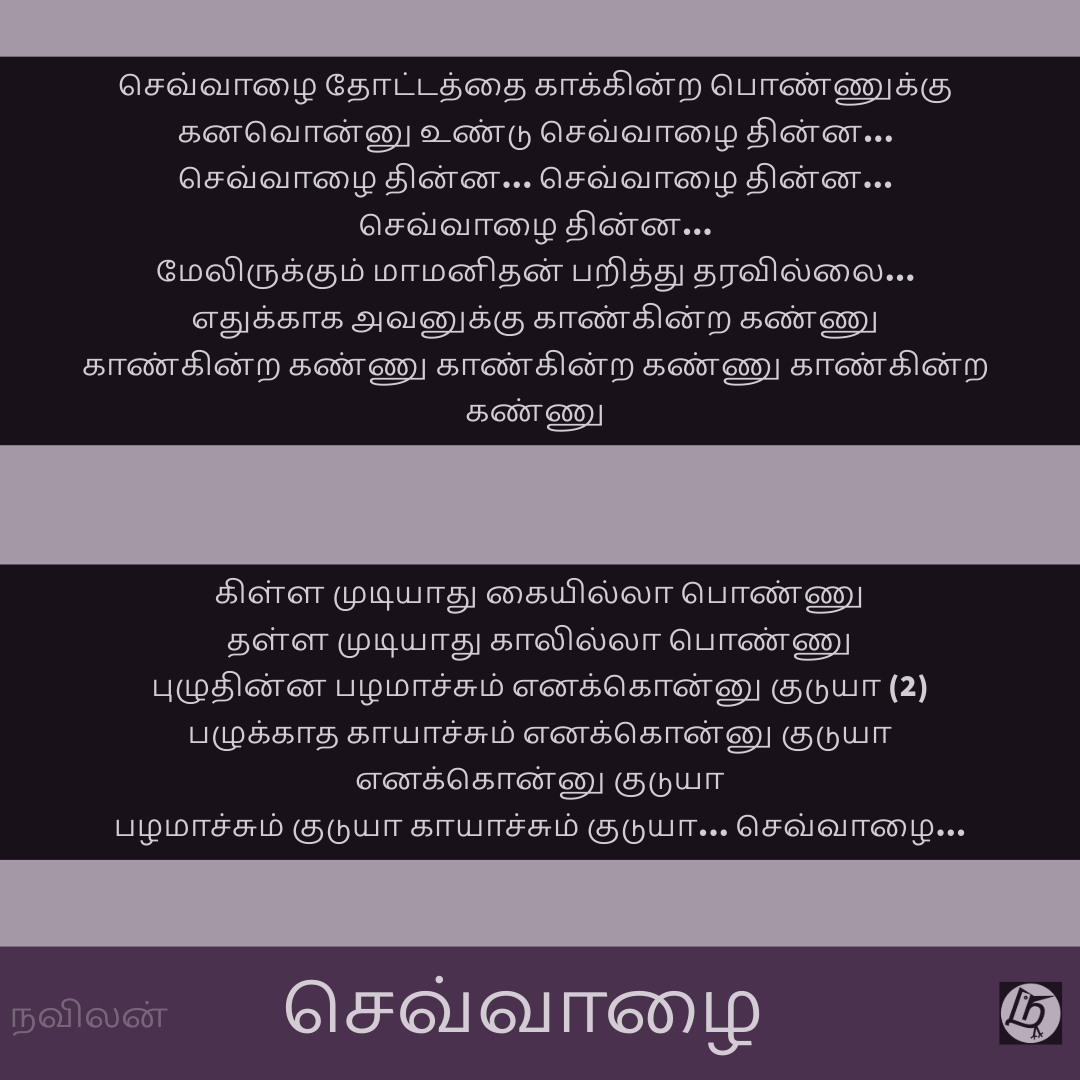 செவ்வாழை தோட்டத்தை காக்கின்ற பொண்ணுக்கு
கனவொன்னு உண்டு செவ்வாழை தின்ன...
செவ்வாழை தின்ன... செவ்வாழை தின்ன...
செவ்வாழை தின்ன...
மேலிருக்கும் மாமனிதன் பறித்து தரவில்லை...
எதுக்காக அவனுக்கு காண்கின்ற கண்ணு
காண்கின்ற கண்ணு காண்கின்ற கண்ணு காண்கின்ற
கண்ணு
கிள்ள முடியாது கையில்லா பொண்ணு
தள்ள முடியாது காலில்லா பொண்ணு
புழுதின்ன பழமாச்சும் எனக்கொன்னு குடுயா (2)
பழுக்காத காயாச்சும் எனக்கொன்னு குடுயா
எனக்கொன்னு குடுயா
பழமாச்சும் குடுயா காயாச்சும் குடுயா... செவ்வாழை...
நவிலன்
செவ்வாழை